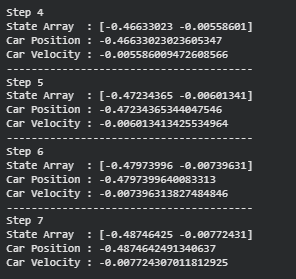 Step 4
State Array  : [-0.46633023 -0.00558601]
Car Position : -0.46633023023605347
Car Velocity : -0.005586009472608566
--------------------------------------
Step 5
State Array  : [-0.47234365 -0.00601341]
Car Position : -0.47234365344047546
Car Velocity : -0.006013413425534964
--------------------------------------
Step 6
State Array  : [-0.47973996 -0.00739631]
Car Position : -0.4797399640083313
Car Velocity : -0.007396313827484846
--------------------------------------
Step 7
State Array  : [-0.48746425 -0.00772431]
Car Position : -0.4874642491340637
Car Velocity : -0.007724307011812925